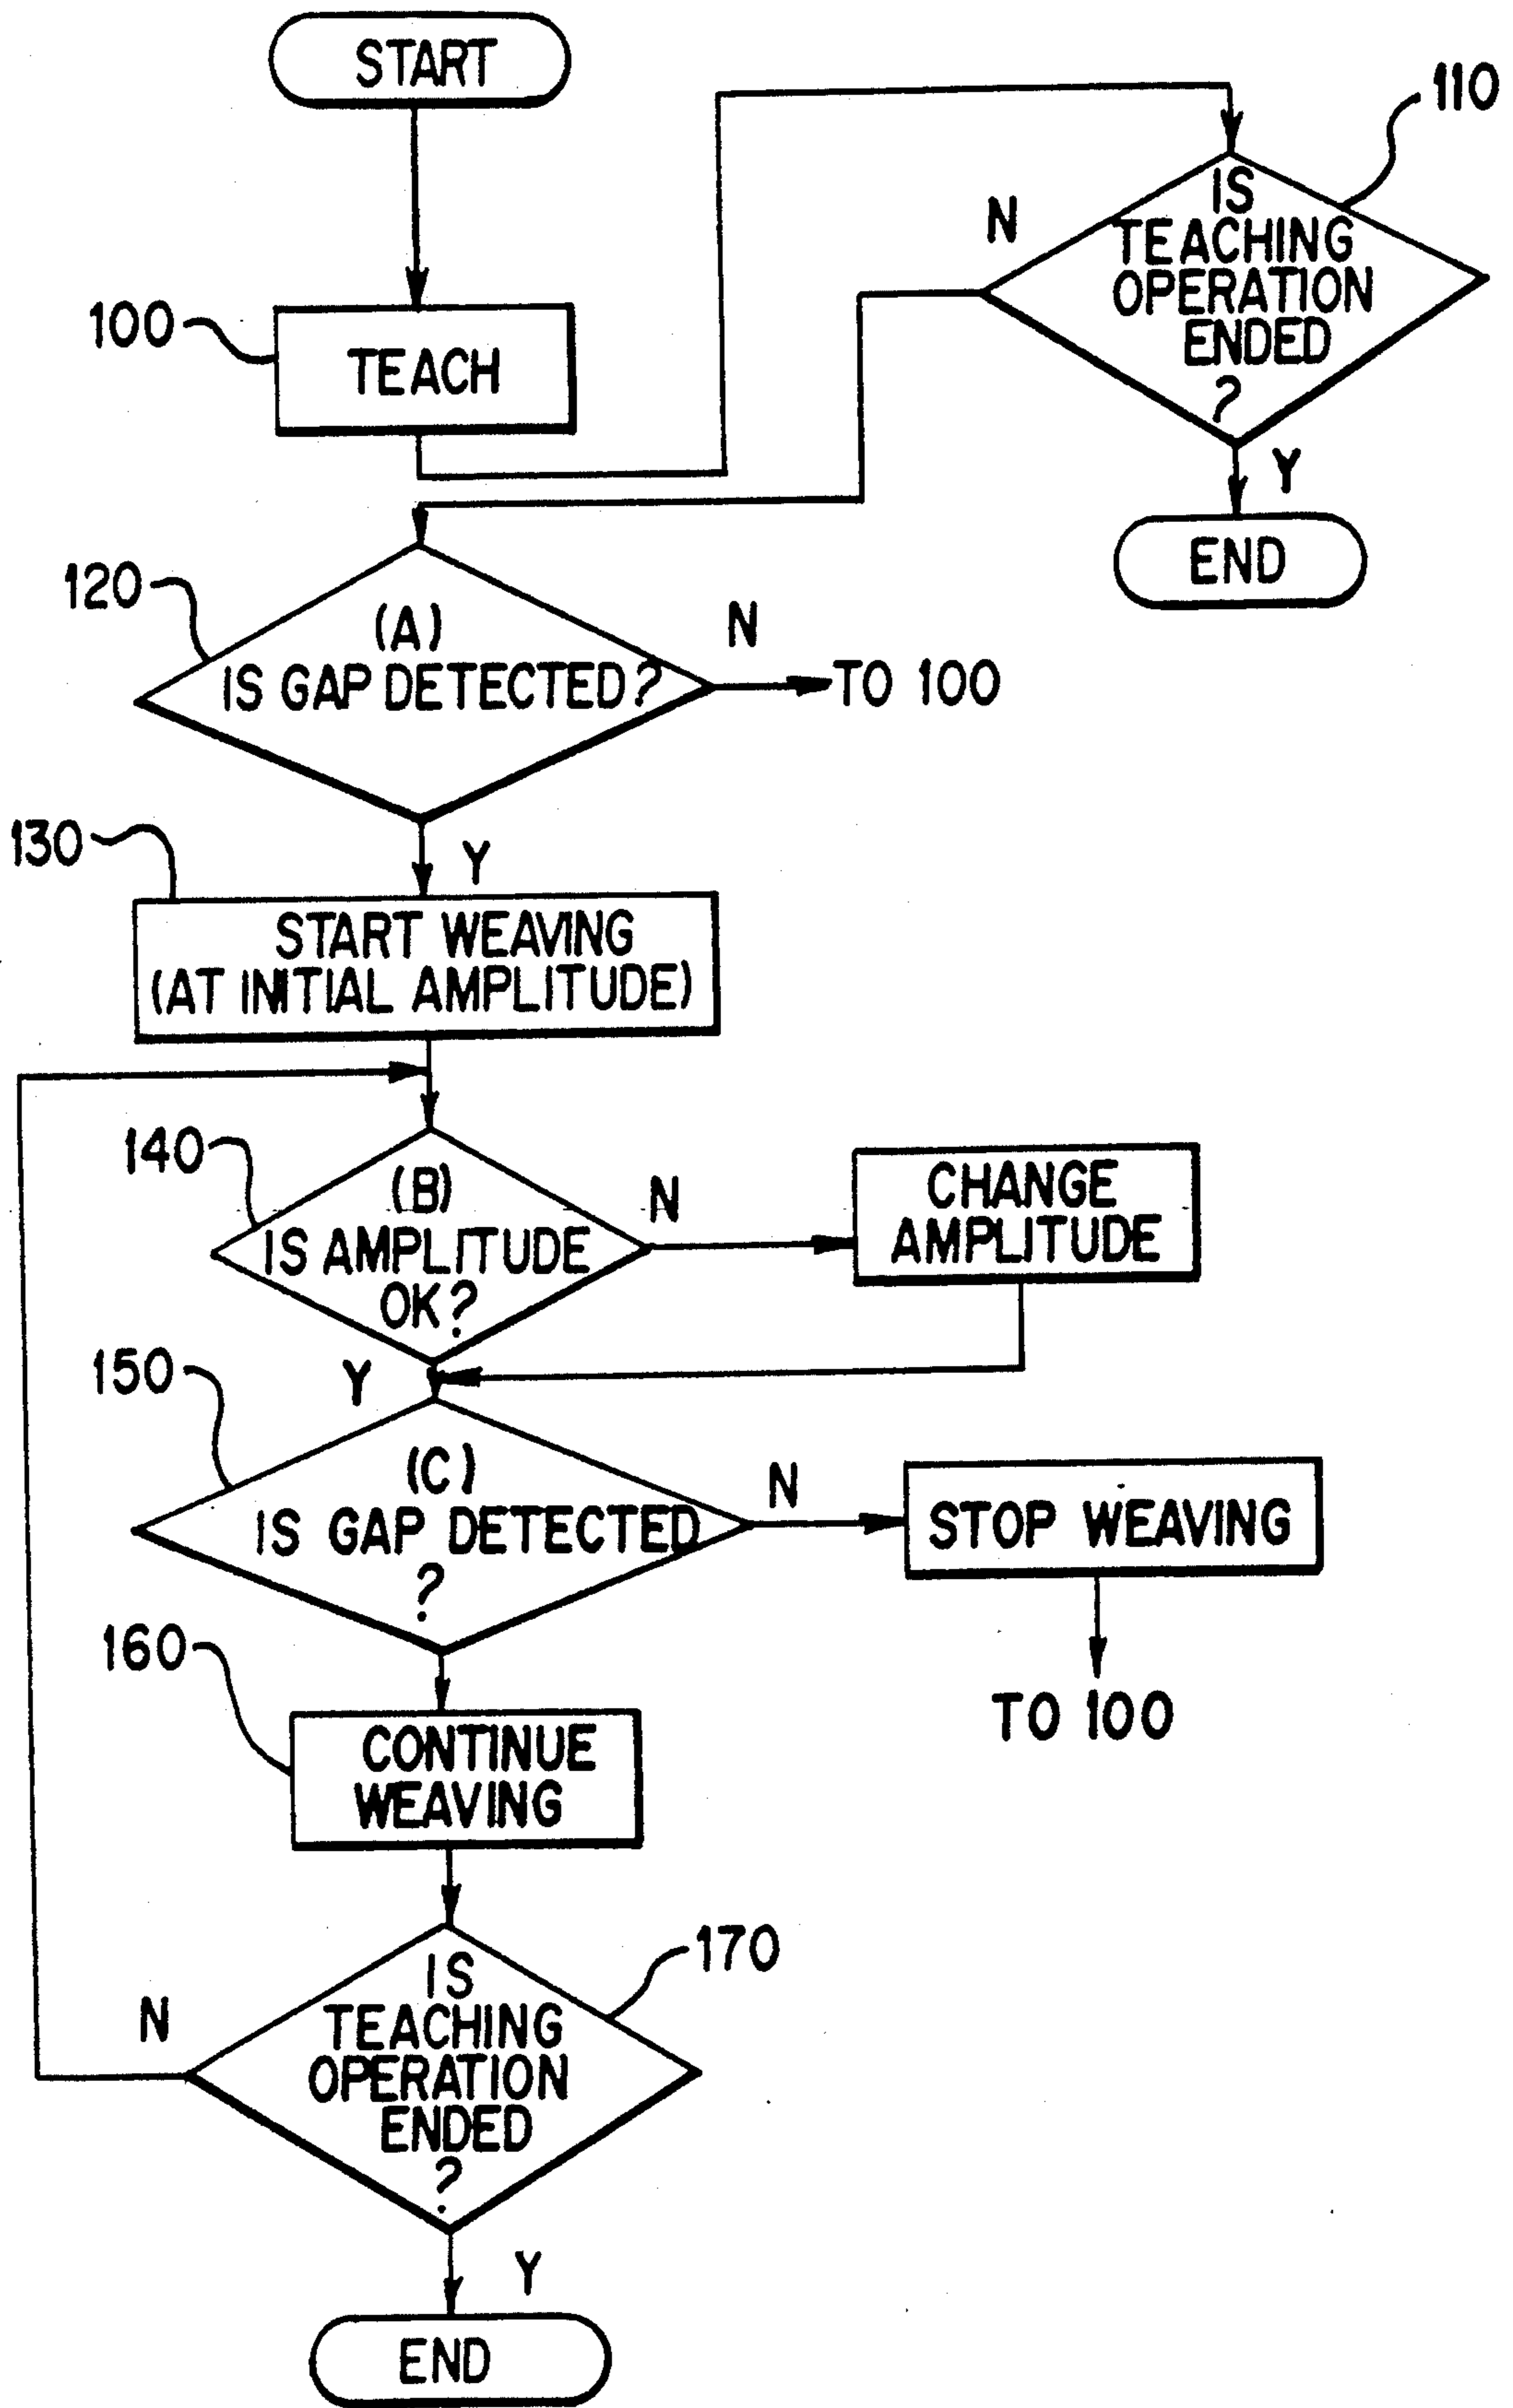 START
110
IS
TEACHING
OPERATION
ENDED
?
N
Y
END
100
TEACH
120
(A)
IS GAP DETECTED?
N
TO 100
Y
130
START WEAVING
(AT INITIAL AMPLITUDE)
140
(B)
IS AMPLITUDE
OK?
N
CHANGE
AMPLITUDE
Y
150
(C)
IS GAP DETECTED
?
N
STOP WEAVING
TO 100
160
CONTINUE
WEAVING
170
IS
TEACHING
OPERATION
ENDED
?
N
Y
END